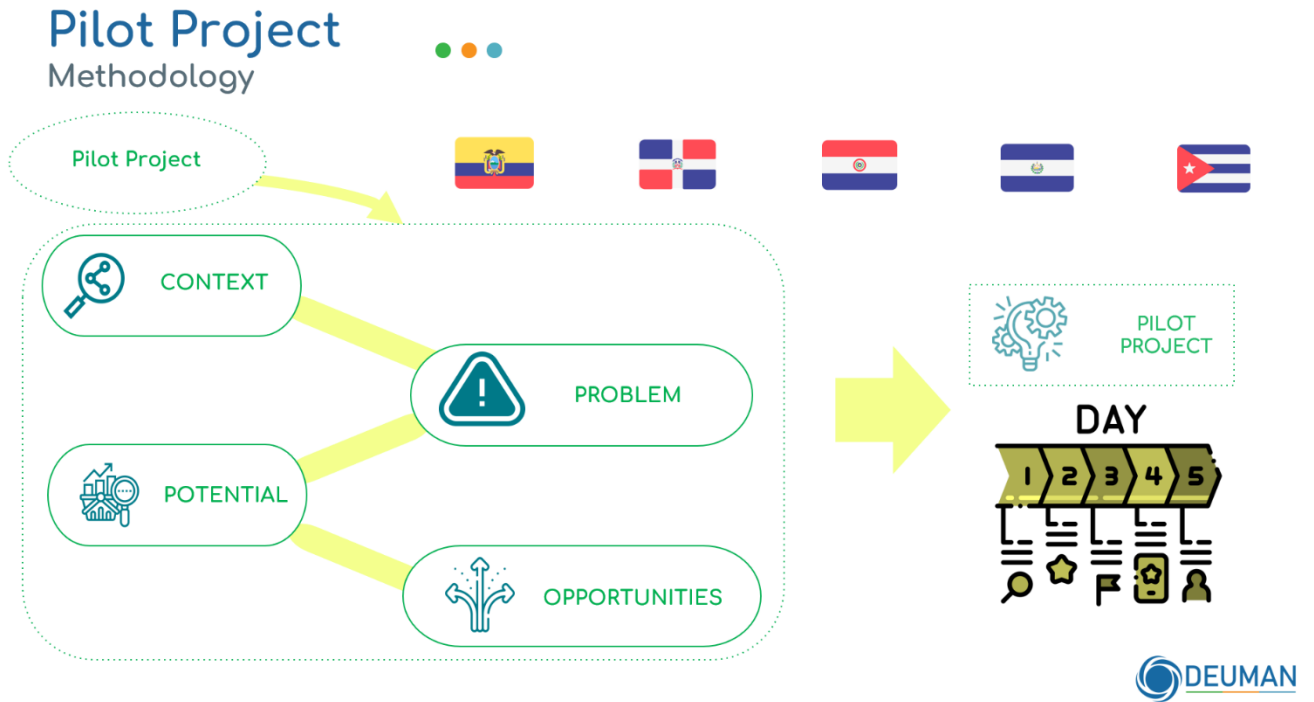 Pilot Project
Methodology
Pilot Project
CONTEXT
PROBLEM
POTENTIAL
OPPORTUNITIES
PILOT
PROJECT
DAY
1 2 3 4 5
DEUMAN